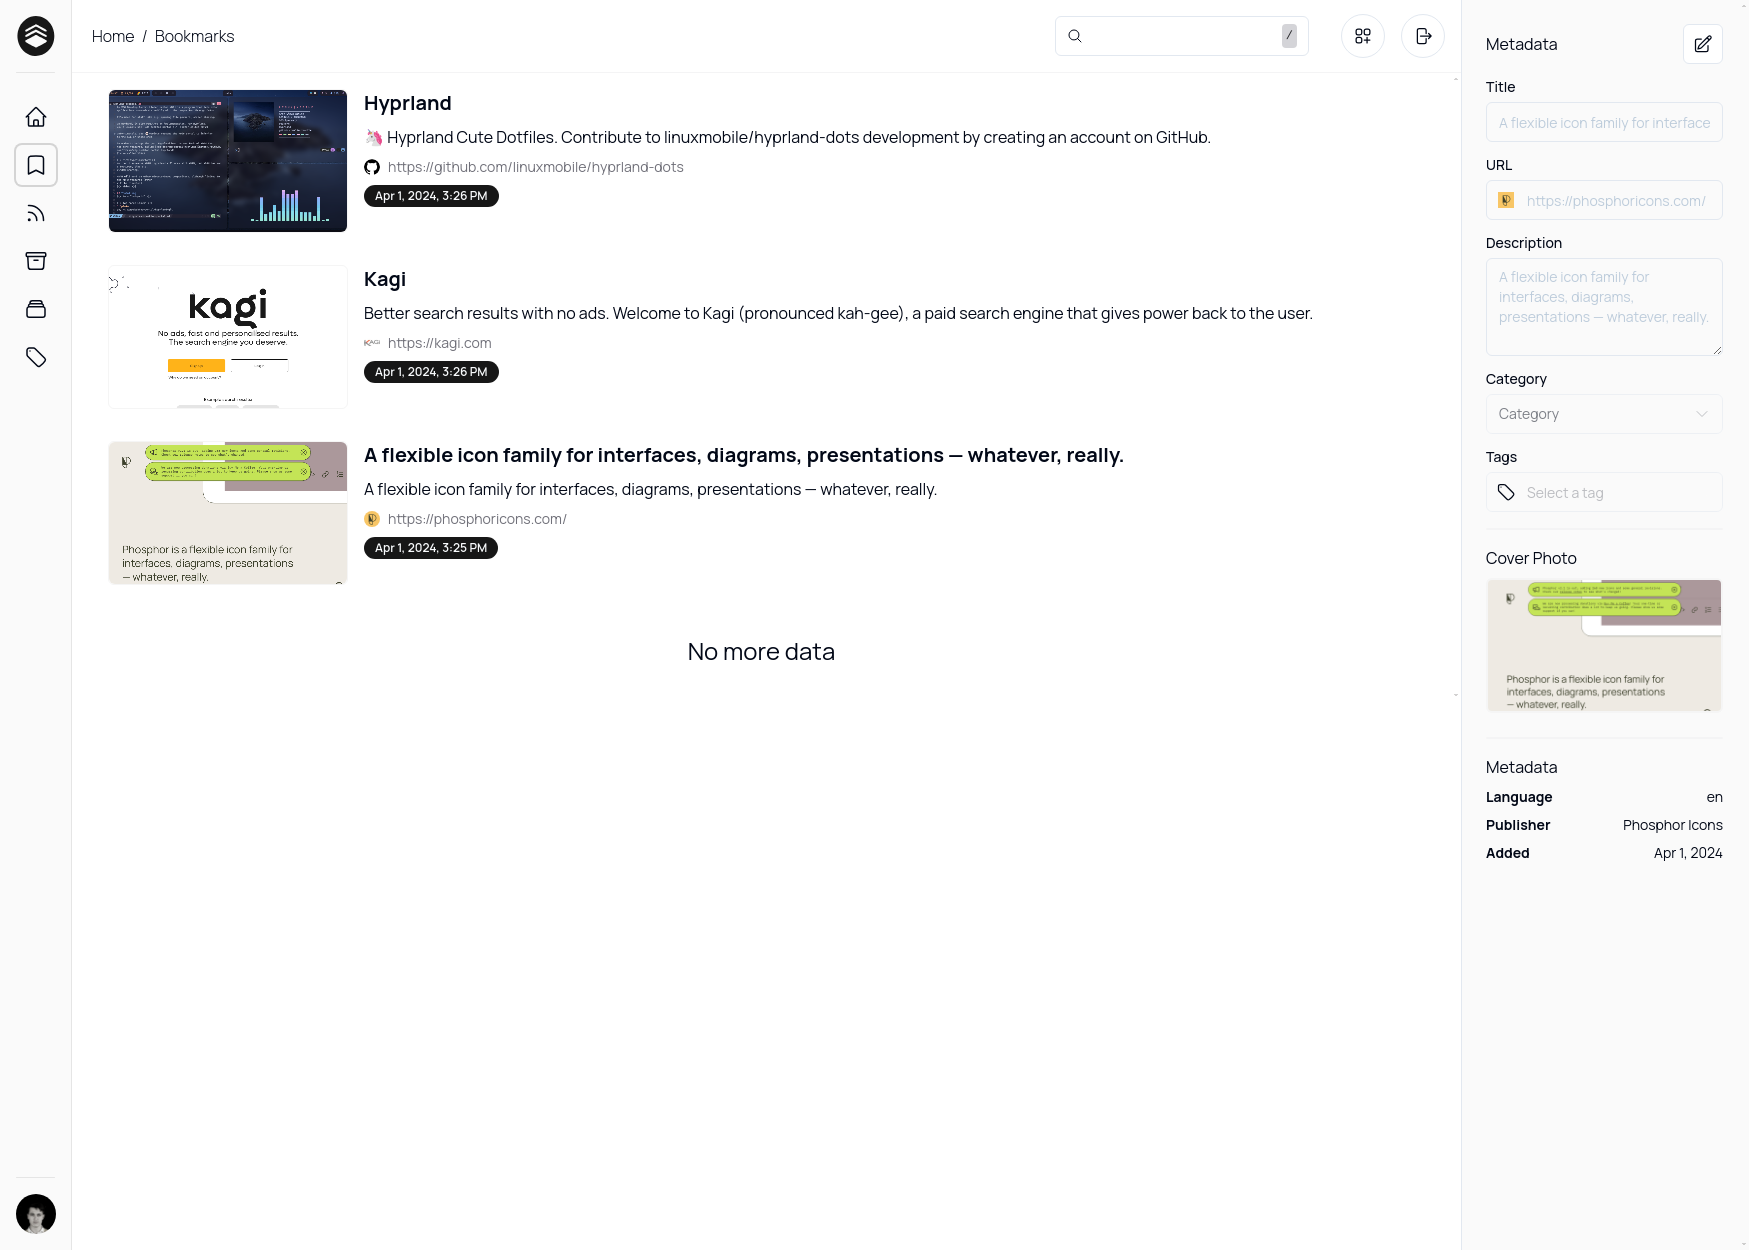 Home / Bookmarks
/
Hyprland
🦄 Hyprland Cute Dotfiles. Contribute to linuxmobile/hyprland-dots development by creating an account on GitHub.
https://github.com/linuxmobile/hyprland-dots
Apr 1, 2024, 3:26 PM
kagi
No ads, fast and personalised results.
The search engine you deserve.
Kagi
Better search results with no ads. Welcome to Kagi (pronounced kah-gee), a paid search engine that gives power back to the user.
KAGI
https://kagi.com
Apr 1, 2024, 3:26 PM
Phosphor is a flexible icon family for
interfaces, diagrams, presentations
— whatever, really.
A flexible icon family for interfaces, diagrams, presentations — whatever, really.
A flexible icon family for interfaces, diagrams, presentations — whatever, really.
https://phosphoricons.com/
Apr 1, 2024, 3:25 PM
No more data
Metadata
Title
A flexible icon family for interface
URL
https://phosphoricons.com/
Description
A flexible icon family for
interfaces, diagrams,
presentations — whatever, really.
Category
Category
Tags
Select a tag
Cover Photo
Phosphor is a flexible icon family for
interfaces, diagrams, presentations
— whatever, really.
Metadata
Language en
Publisher Phosphor Icons
Added Apr 1, 2024